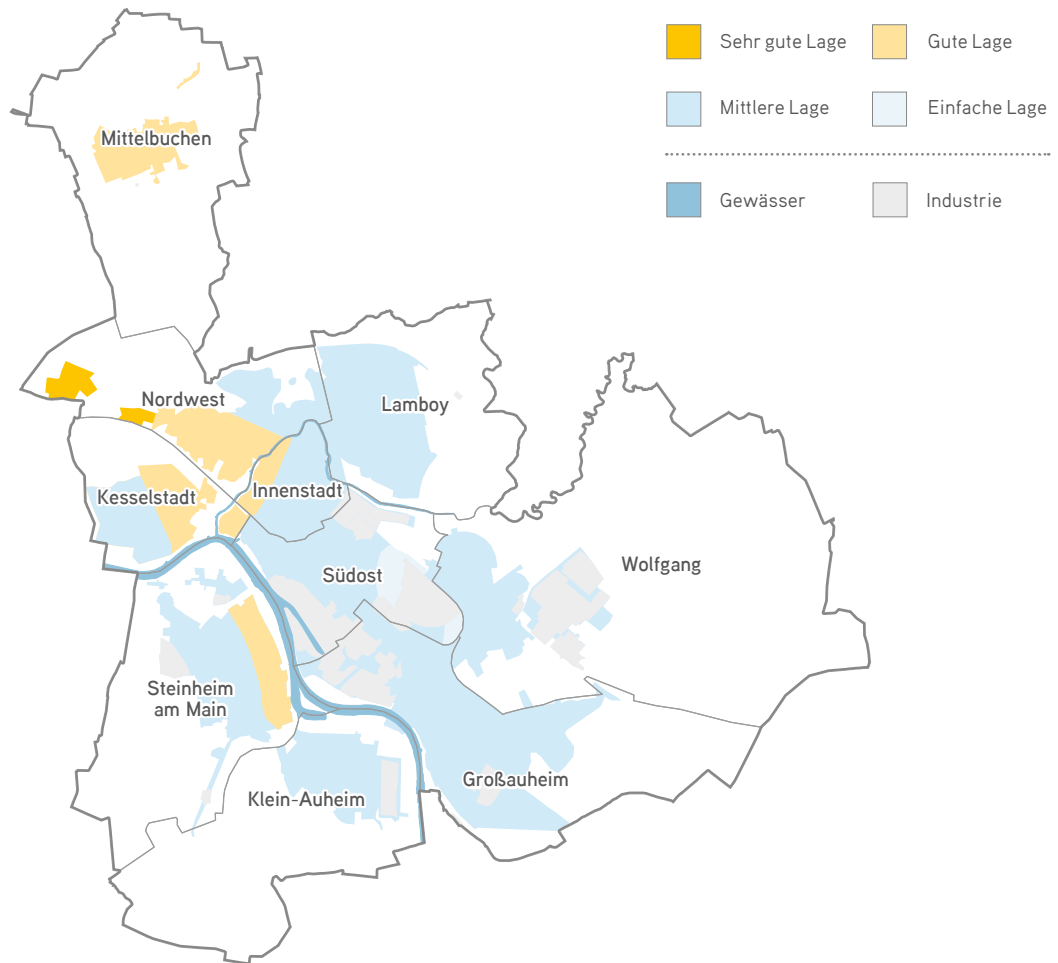 Sehr gute Lage
Gute Lage
Mittlere Lage
Einfache Lage
Gewässer
Industrie
Mittelbuchen
Nordwest
Lamboy
Kesselstadt
Innenstadt
Südost
Wolfgang
Steinheim
am Main
Großauheim
Klein-Auheim